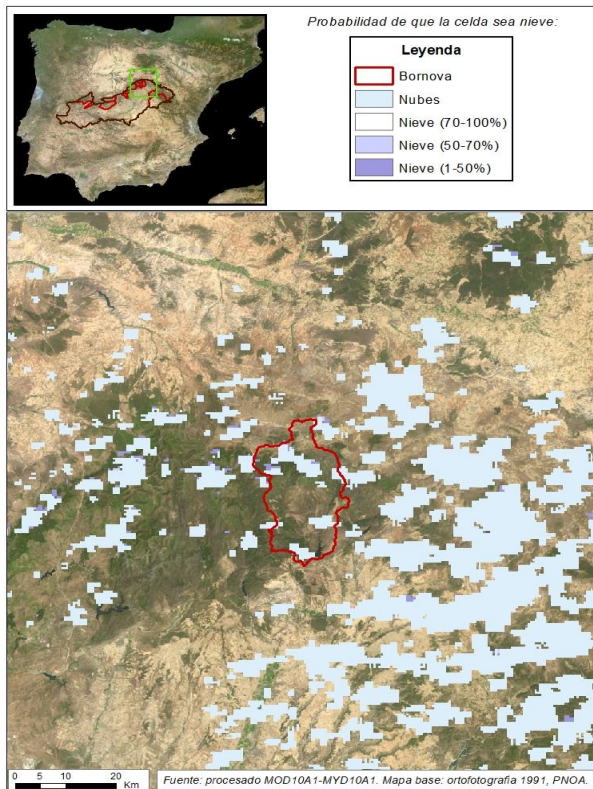 Probabilidad de que la celda sea nieve:
Leyenda
Bornova
Nubes
Nieve (70-100%)
Nieve (50-70%)
Nieve (1-50%)
0 5 10 20
Km
Fuente: procesado MOD10A1-MYD10A1. Mapa base: ortofotografia 1991, PNOA.